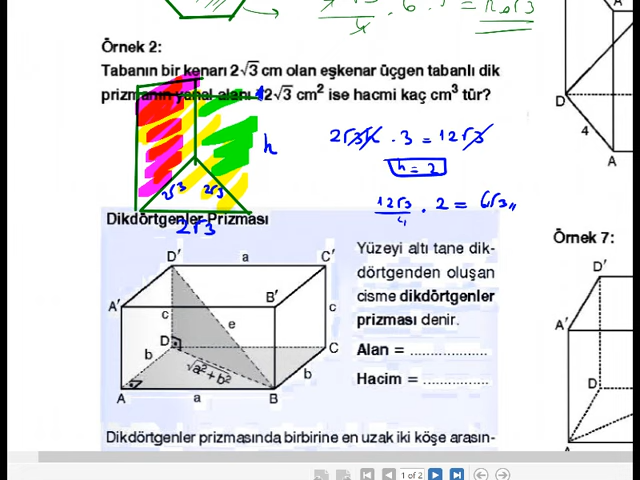 Örnek 2:
Tabanın bir kenarı 2√3 cm olan eşkenar üçgen tabanlı dik
prizmanın yanal alanı 12√3 cm² ise hacmi kaç cm³ tür?
h
2√3h . 3 = 12√3
h = 2
2√3
2√3
2√3
12√3/4 . 2 = 6√3
Dikdörtgenler Prizması
D' a C'
A' B'
c e c
D C
b √a²+b² b
A a B
Yüzeyi altı tane dik-
dörtgenden oluşan
cisme dikdörtgenler
prizması denir.
Alan = ....................
Hacim = .................
Dikdörtgenler prizmasında birbirine en uzak iki köşe arasın-
A
D
4
A
Örnek 7:
D'
A'
D
A
1 of 2